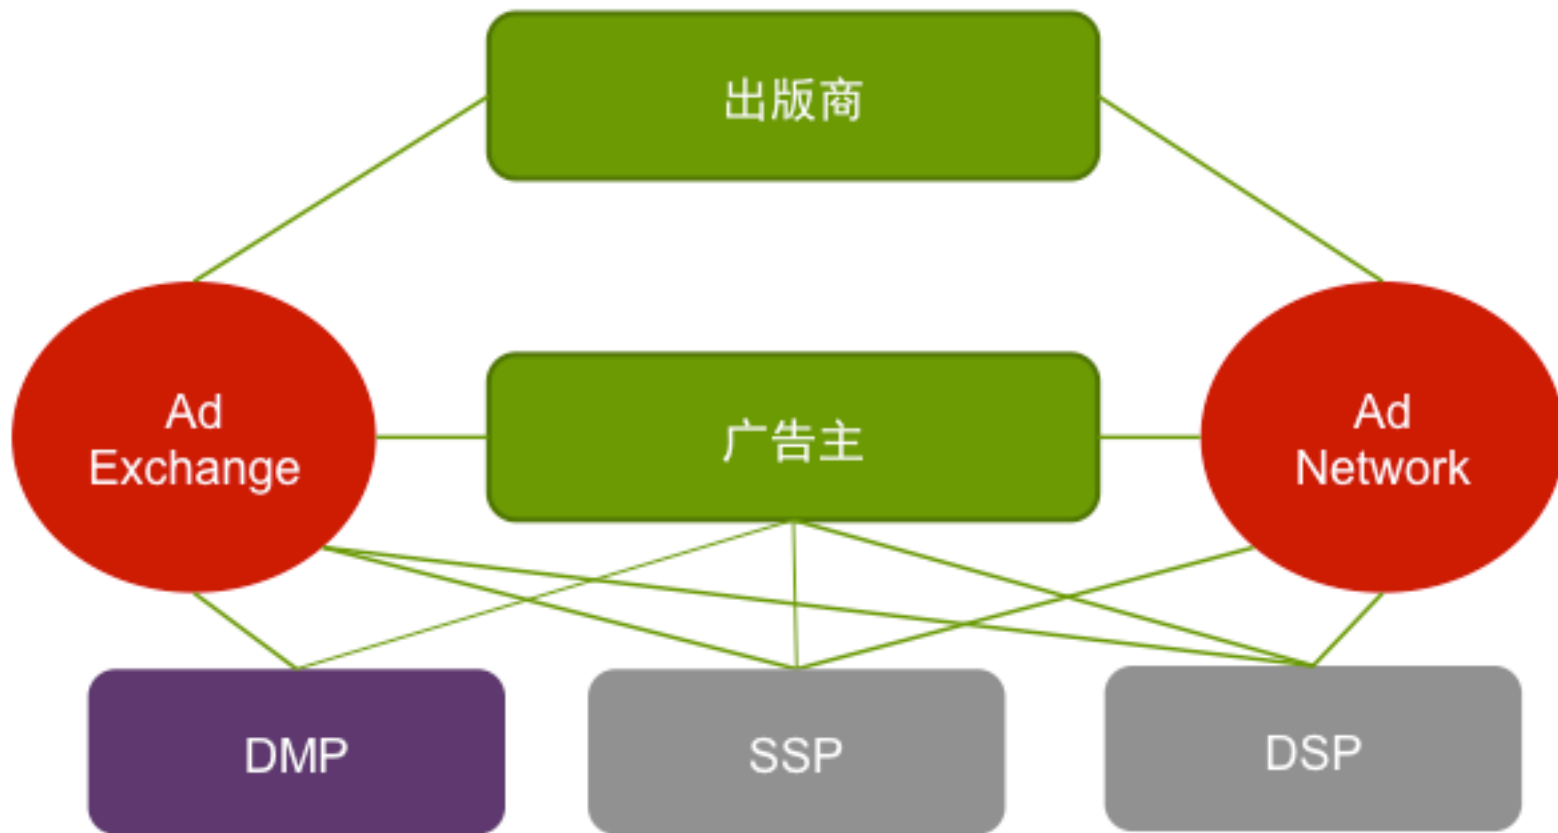 出版商
Ad
Exchange
广告主
Ad
Network
DMP
SSP
DSP